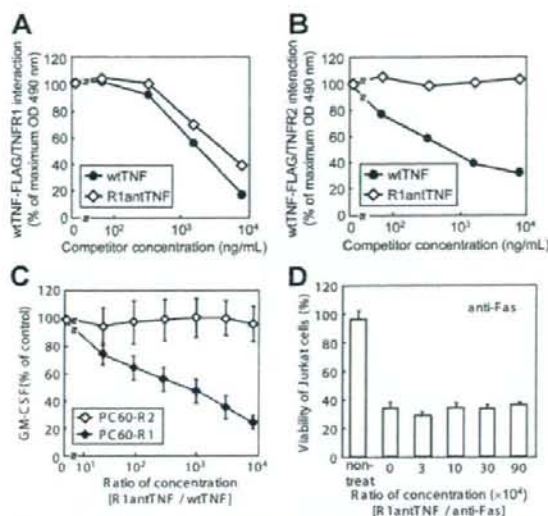 A
wtTNF-FLAG/TNFR1 interaction
(% of maximum OD 490 nm)
120
100
80
60
40
20
0
wtTNF
R1antTNF
0 10² 10³ 10⁴
Competitor concentration (ng/mL)
B
wtTNF-FLAG/TNFR2 interaction
(% of maximum OD 490 nm)
120
100
80
60
40
20
0
wtTNF
R1antTNF
0 10² 10³ 10⁴
Competitor concentration (ng/mL)
C
GM-CSF(% of control)
120
100
80
60
40
20
0
PC60-R2
PC60-R1
0 10¹ 10² 10³ 10⁴
Ratio of concentration
[R1antTNF / wtTNF]
D
Viability of Jurkat cells (%)
120
100
80
60
40
20
0
anti-Fas
non-
treat
0 3 10 30 90
Ratio of concentration (×10⁴)
[R1antTNF / anti-Fas]